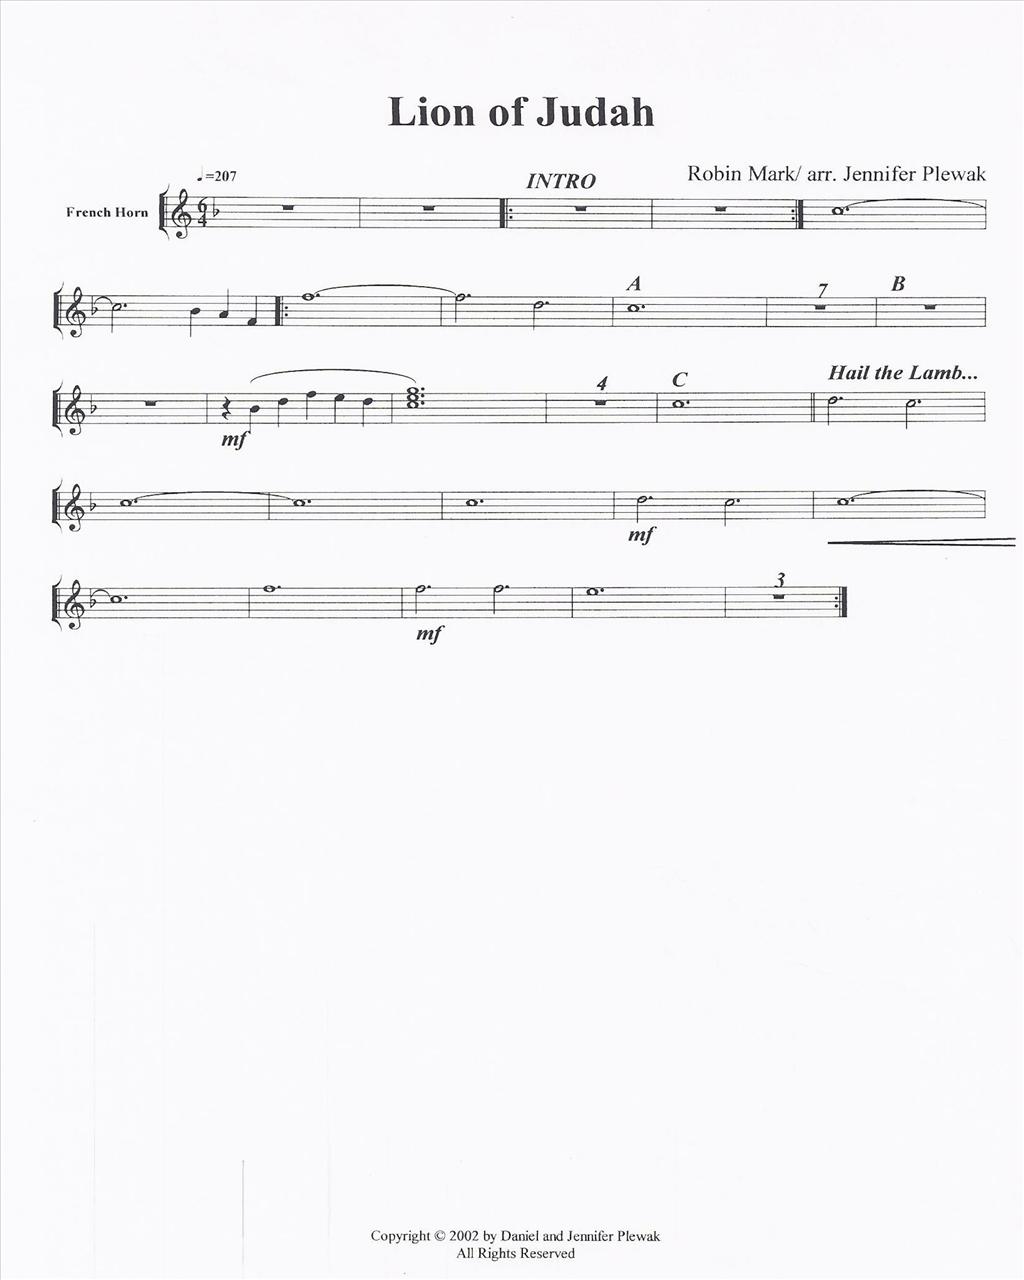 Lion of Judah
Robin Mark/ arr. Jennifer Plewak
♩=207
INTRO
French Horn
6
4
A
7
B
mf
4
C
Hail the Lamb...
mf
mf
3
Copyright © 2002 by Daniel and Jennifer Plewak
All Rights Reserved